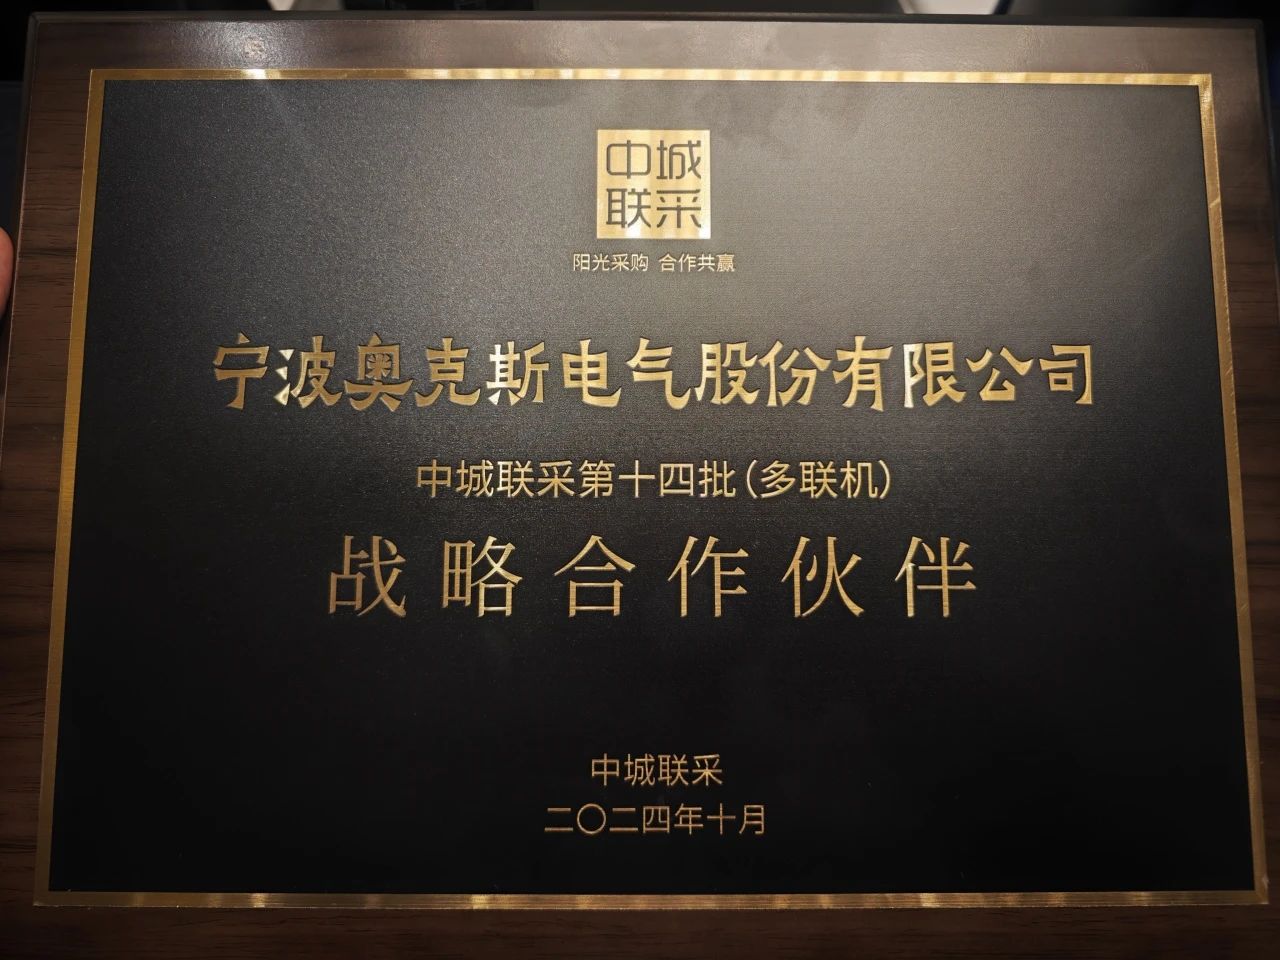 中城
联采
阳光采购 合作共赢
宁波奥克斯电气股份有限公司
中城联采第十四批(多联机)
战略合作伙伴
中城联采
二〇二四年十月